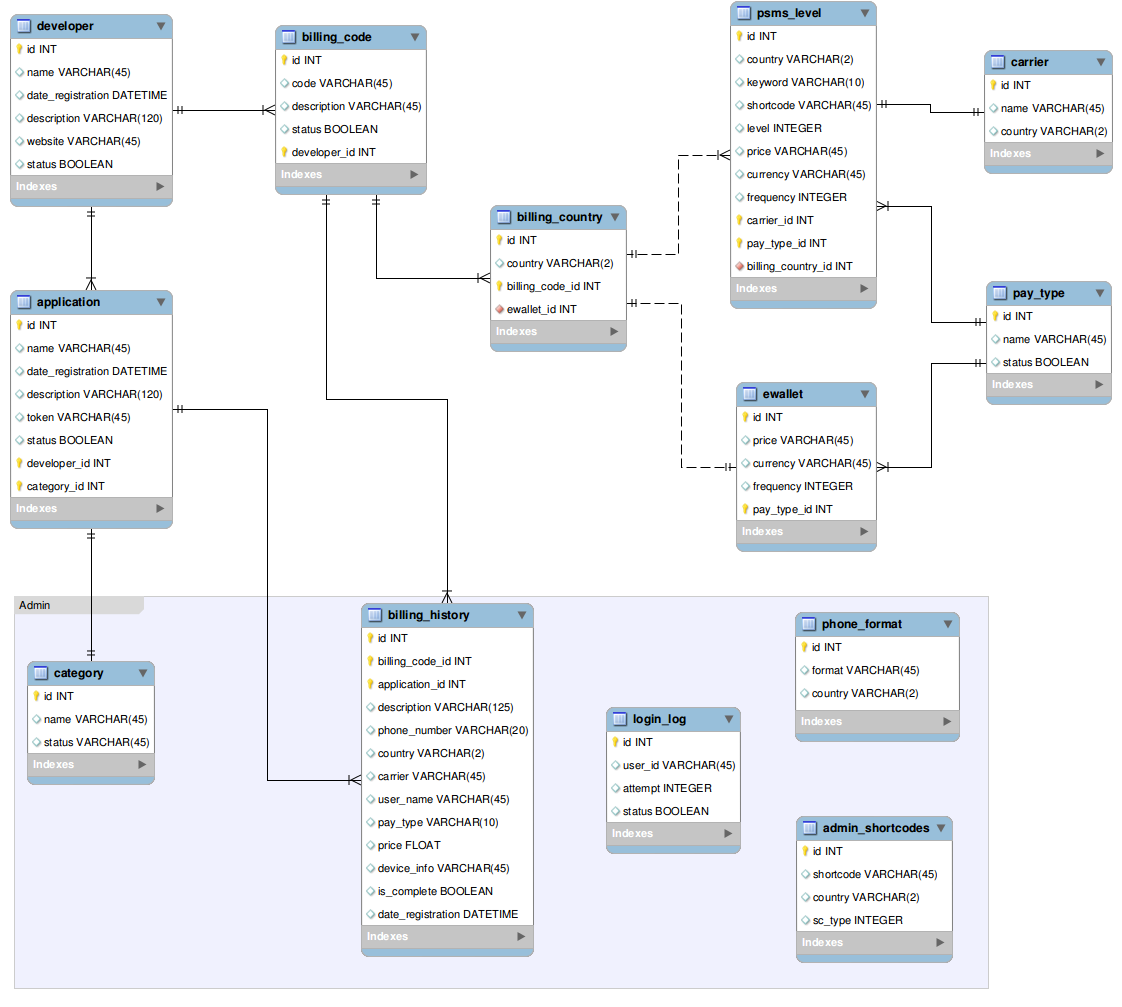 developer
id INT
name VARCHAR(45)
date_registration DATETIME
description VARCHAR(120)
website VARCHAR(45)
status BOOLEAN
Indexes
billing_code
id INT
code VARCHAR(45)
description VARCHAR(45)
status BOOLEAN
developer_id INT
Indexes
psms_level
id INT
country VARCHAR(2)
keyword VARCHAR(10)
shortcode VARCHAR(45)
level INTEGER
price VARCHAR(45)
currency VARCHAR(45)
frequency INTEGER
carrier_id INT
pay_type_id INT
billing_country_id INT
Indexes
carrier
id INT
name VARCHAR(45)
country VARCHAR(2)
Indexes
billing_country
id INT
country VARCHAR(2)
billing_code_id INT
ewallet_id INT
Indexes
application
id INT
name VARCHAR(45)
date_registration DATETIME
description VARCHAR(120)
token VARCHAR(45)
status BOOLEAN
developer_id INT
category_id INT
Indexes
pay_type
id INT
name VARCHAR(45)
status BOOLEAN
Indexes
ewallet
id INT
price VARCHAR(45)
currency VARCHAR(45)
frequency INTEGER
pay_type_id INT
Indexes
Admin
category
id INT
name VARCHAR(45)
status VARCHAR(45)
Indexes
billing_history
id INT
billing_code_id INT
application_id INT
description VARCHAR(125)
phone_number VARCHAR(20)
country VARCHAR(2)
carrier VARCHAR(45)
user_name VARCHAR(45)
pay_type VARCHAR(10)
price FLOAT
device_info VARCHAR(45)
is_complete BOOLEAN
date_registration DATETIME
Indexes
login_log
id INT
user_id VARCHAR(45)
attempt INTEGER
status BOOLEAN
Indexes
phone_format
id INT
format VARCHAR(45)
country VARCHAR(2)
Indexes
admin_shortcodes
id INT
shortcode VARCHAR(45)
country VARCHAR(2)
sc_type INTEGER
Indexes